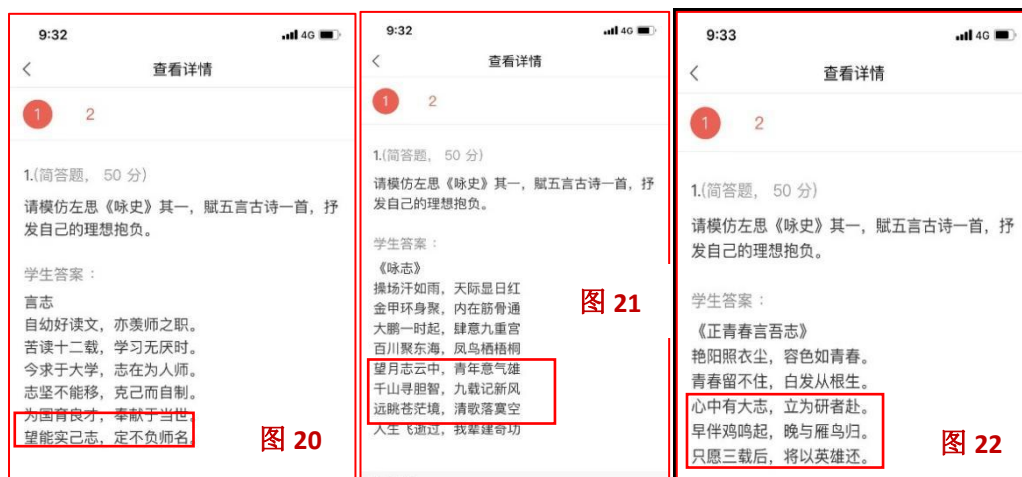 9:32
4G
查看详情
1
2
1.(简答题， 50 分)
请模仿左思《咏史》其一，赋五言古诗一首，抒
发自己的理想抱负。
学生答案：
言志
自幼好读文，亦羡师之职。
苦读十二载，学习无厌时。
今求于大学，志在为人师。
志坚不能移，克己而自制。
为国育良才，奉献于当世。
望能实己志，定不负师名。
图 20
9:32
4G
查看详情
1
2
1.(简答题， 50 分)
请模仿左思《咏史》其一，赋五言古诗一首，抒
发自己的理想抱负。
学生答案：
《咏志》
操场汗如雨，天际显日红
金甲环身聚，内在筋骨通
大鹏一时起，肆意九重宫
百川聚东海，凤鸟栖梧桐
望月志云中，青年意气雄
千山寻胆智，九载记新风
远眺苍茫境，清歌落寞空
人生飞逝过，我辈建奇功
图 21
9:33
4G
查看详情
1
2
1.(简答题， 50 分)
请模仿左思《咏史》其一，赋五言古诗一首，抒
发自己的理想抱负。
学生答案：
《正青春言吾志》
艳阳照衣尘，容色如青春。
青春留不住，白发从根生。
心中有大志，立为研者赴。
早伴鸡鸣起，晚与雁鸟归。
只愿三载后，将以英雄还。
图 22